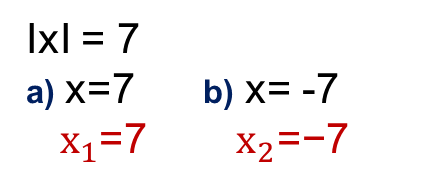 |x| = 7
a) x=7 b) x= -7
x₁=7 x₂=−7